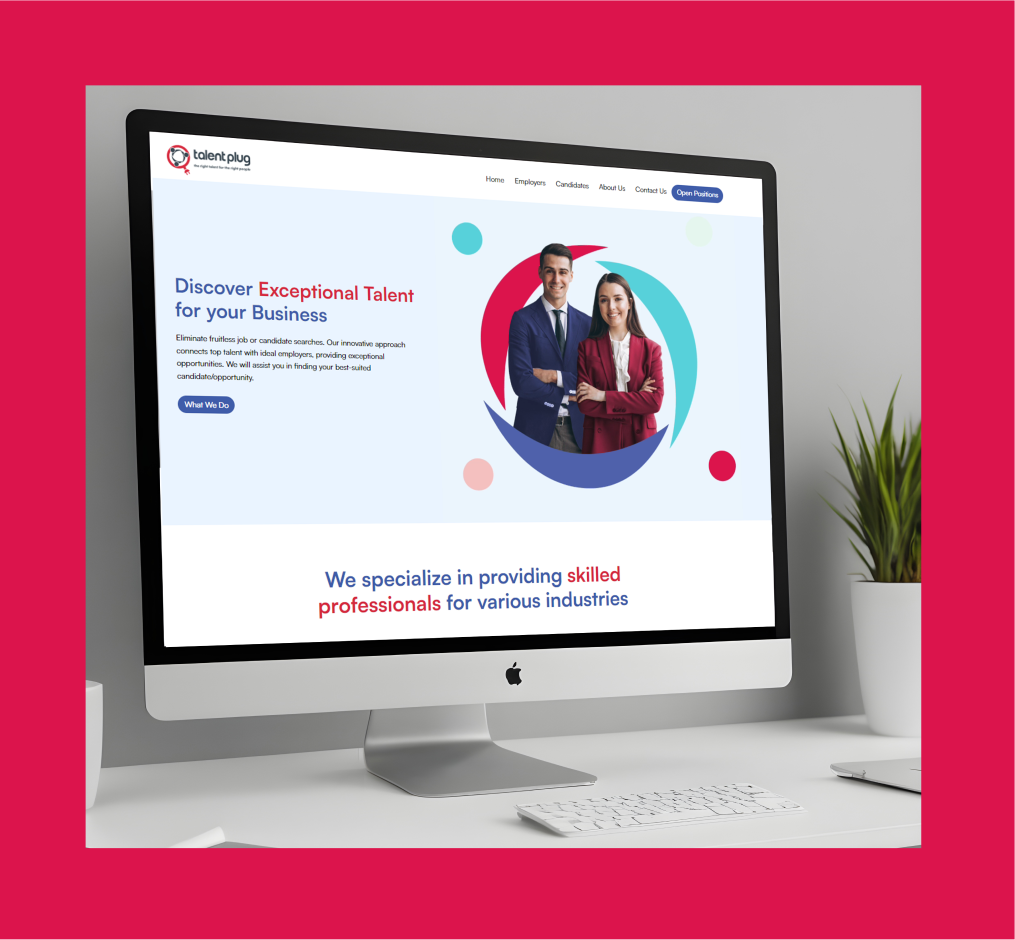 talent plug
the right talent for the right people
Home Employers Candidates About Us Contact Us Open Positions
Discover Exceptional Talent
for your Business
Eliminate fruitless job or candidate searches. Our innovative approach
connects top talent with ideal employers, providing exceptional
opportunities. We will assist you in finding your best-suited
candidate/opportunity.
What We Do
We specialize in providing skilled
professionals for various industries